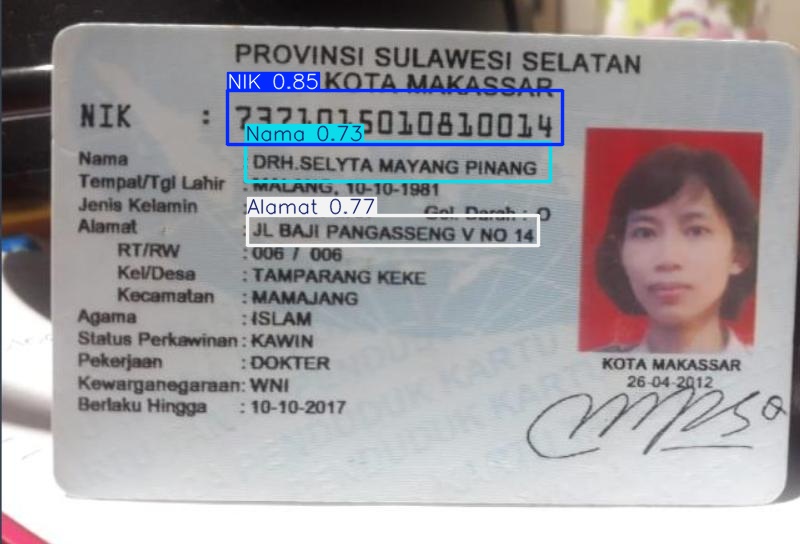 PROVINSI SULAWESI SELATAN
NIK 0.85 KOTA MAKASSAR
NIK :
Nama 0.73
Nama : DRH.SELYTA MAYANG PINANG
Tempat/Tgl Lahir : MALANG, 10-10-1981
Jenis Kelamin : Gol. Darah : O
Alamat 0.77
Alamat : JL BAJI PANGASSENG V NO 14
RT/RW : 006 / 006
Kel/Desa : TAMPARANG KEKE
Kecamatan : MAMAJANG
Agama : ISLAM
Status Perkawinan : KAWIN
Pekerjaan : DOKTER
Kewarganegaraan : WNI
Berlaku Hingga : 10-10-2017
KOTA MAKASSAR
26-04-2012